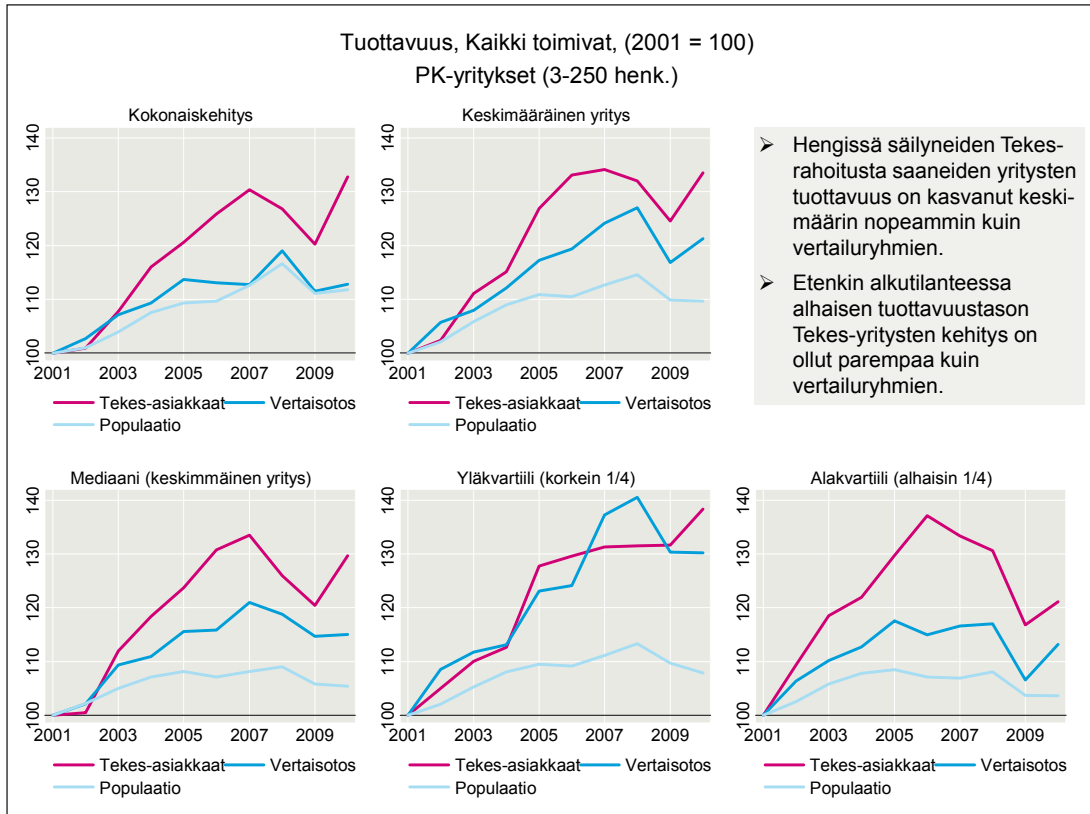 Tuottavuus, Kaikki toimivat, (2001 = 100)
PK-yritykset (3-250 henk.)
Kokonaiskehitys
140
130
120
110
100
2001 2003 2005 2007 2009
Tekes-asiakkaat Vertaisotos
Populaatio
Keskimääräinen yritys
140
130
120
110
100
2001 2003 2005 2007 2009
Tekes-asiakkaat Vertaisotos
Populaatio
➢ Hengissä säilyneiden Tekes-
rahoitusta saaneiden yritysten
tuottavuus on kasvanut keski-
määrin nopeammin kuin
vertailuryhmien.
➢ Etenkin alkutilanteessa
alhaisen tuottavuustason
Tekes-yritysten kehitys on
ollut parempaa kuin
vertailuryhmien.
Mediaani (keskimmäinen yritys)
140
130
120
110
100
2001 2003 2005 2007 2009
Tekes-asiakkaat Vertaisotos
Populaatio
Yläkvartiili (korkein 1/4)
140
130
120
110
100
2001 2003 2005 2007 2009
Tekes-asiakkaat Vertaisotos
Populaatio
Alakvartiili (alhaisin 1/4)
140
130
120
110
100
2001 2003 2005 2007 2009
Tekes-asiakkaat Vertaisotos
Populaatio